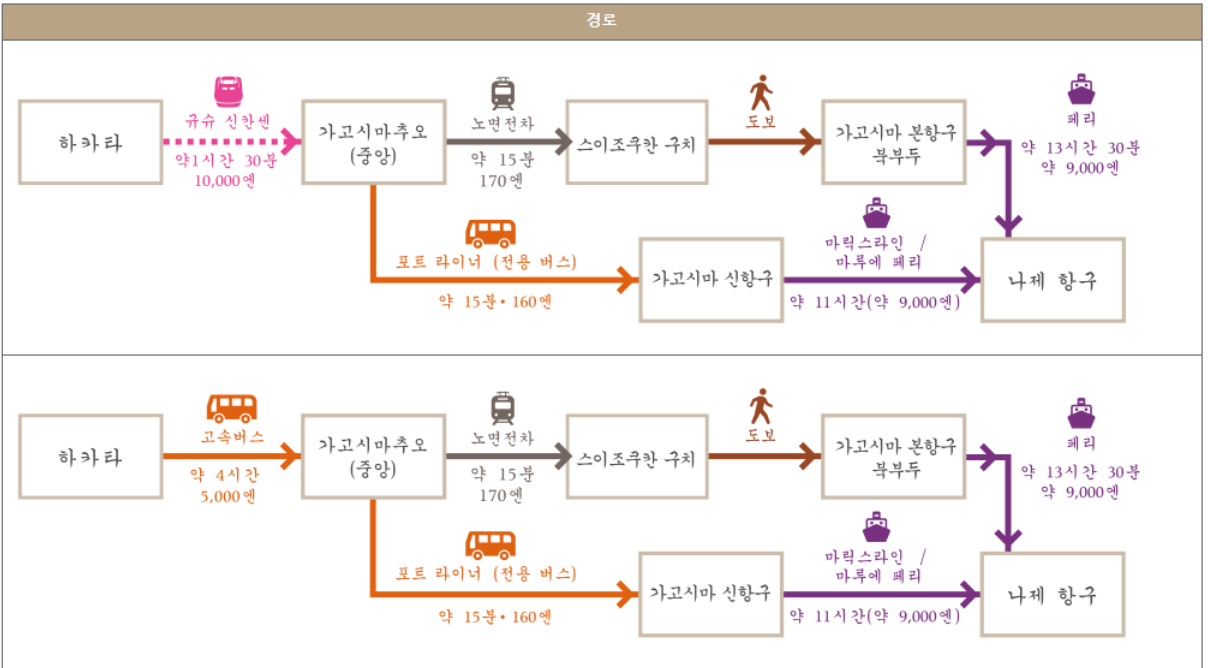 경로
하카타
규슈 신칸센
약1시간 30분
10,000엔
가고시마추오
(중앙)
노면전차
약 15분
170엔
스이조쿠칸 구치
도보
가고시마 본항구
북부두
페리
약 13시간 30분
약 9,000엔
포트 라이너 (전용 버스)
약 15분・160엔
가고시마 신항구
마릭스라인 /
마루에 페리
약 11시간(약 9,000엔)
나제 항구
하카타
고속버스
약 4시간
5,000엔
가고시마추오
(중앙)
노면전차
약 15분
170엔
스이조쿠칸 구치
도보
가고시마 본항구
북부두
페리
약 13시간 30분
약 9,000엔
포트 라이너 (전용 버스)
약 15분・160엔
가고시마 신항구
마릭스라인 /
마루에 페리
약 11시간(약 9,000엔)
나제 항구